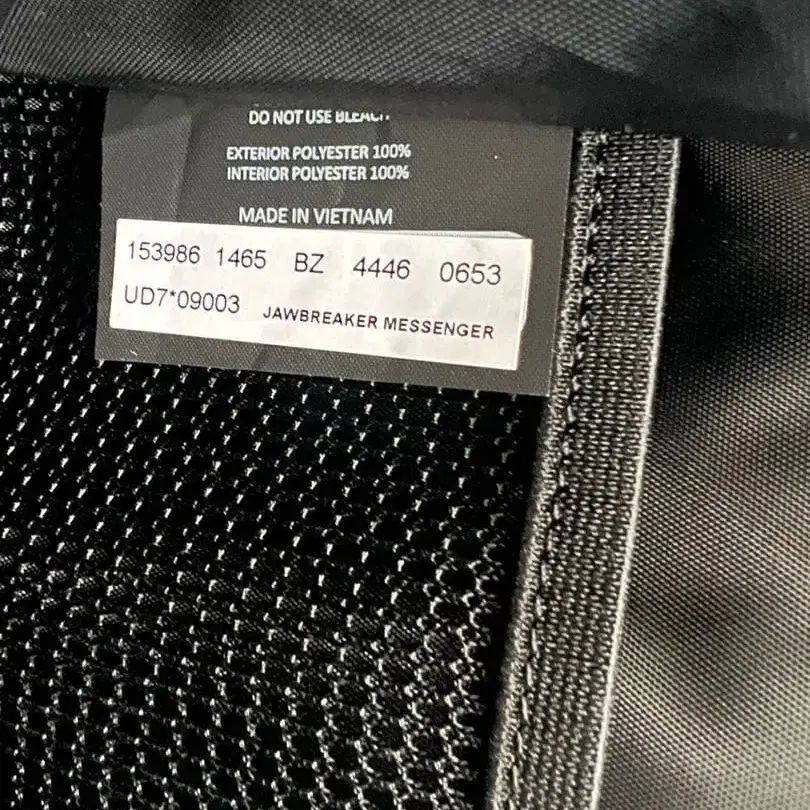 DO NOT USE BLEACH
EXTERIOR POLYESTER 100%
INTERIOR POLYESTER 100%
MADE IN VIETNAM
153986 1465 BZ 4446 0653
UD7*09003 JAWBREAKER MESSENGER